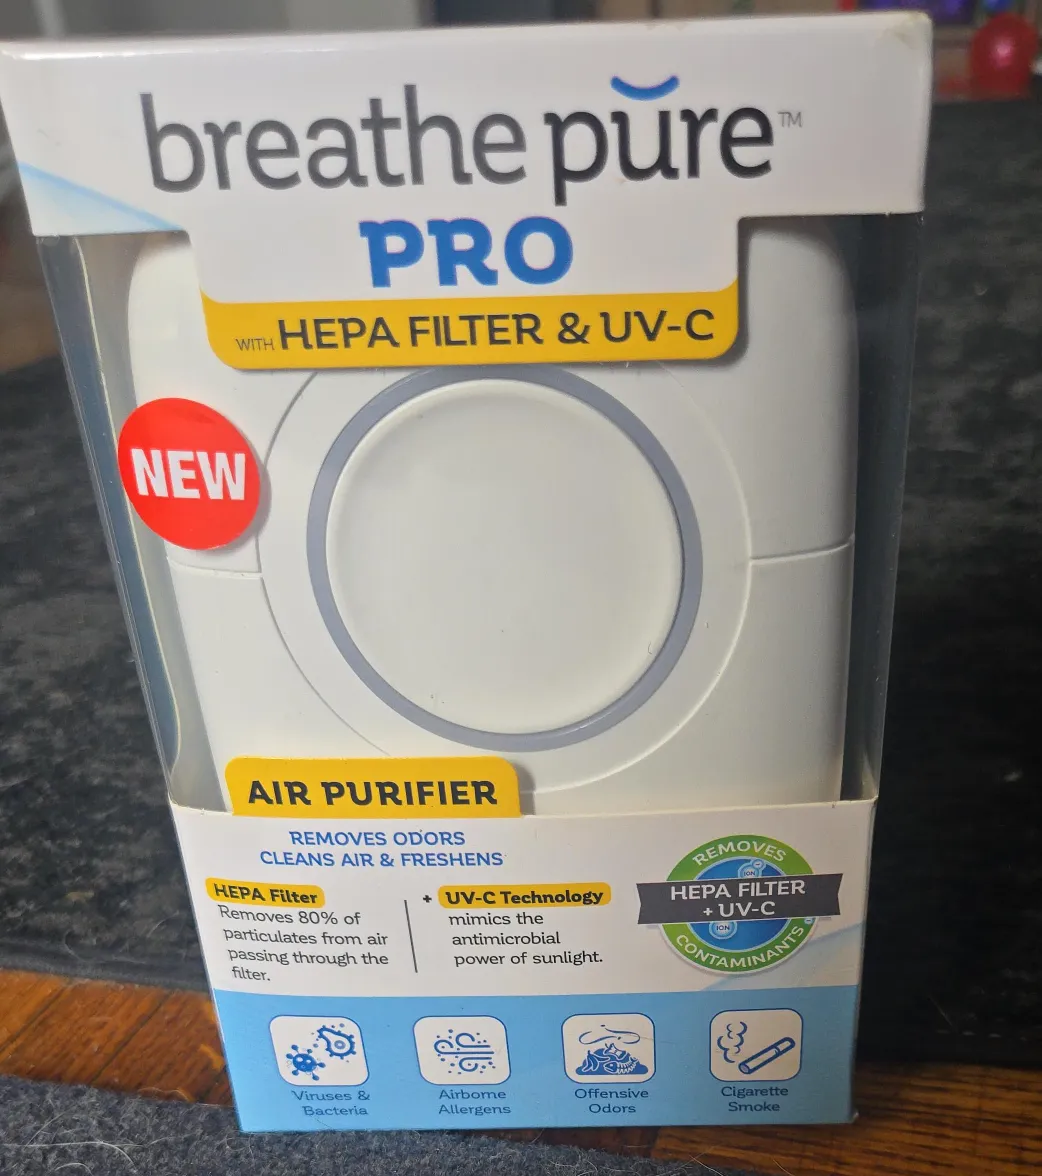 breathe pure™
PRO
WITH HEPA FILTER & UV-C
NEW
AIR PURIFIER
REMOVES ODORS
CLEANS AIR & FRESHENS
HEPA Filter
Removes 80% of
particulates from air
passing through the
filter.
+ UV-C Technology
mimics the
antimicrobial
power of sunlight.
REMOVES
ION
HEPA FILTER
+ UV-C
ION
CONTAMINANTS
Viruses &
Bacteria
Airborne
Allergens
Offensive
Odors
Cigarette
Smoke